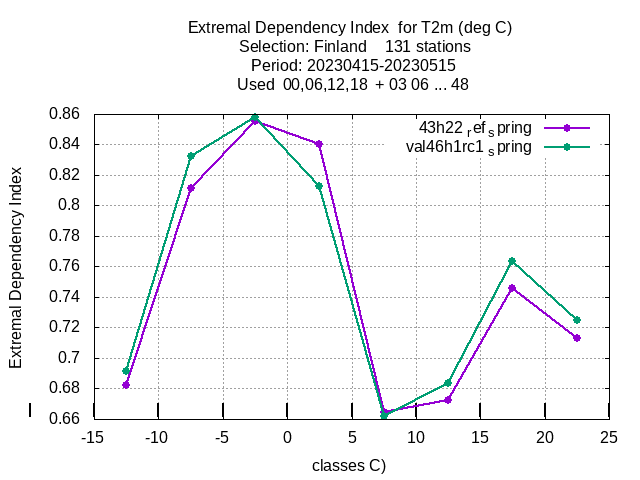 Extremal Dependency Index  for T2m (deg C)
Selection: Finland    131 stations
Period: 20230415-20230515
Used  00,06,12,18  + 03 06 ... 48
43h22 refspring
val46h1rc1 spring
Extremal Dependency Index
0.86
0.84
0.82
0.8
0.78
0.76
0.74
0.72
0.7
0.68
0.66
-15 -10 -5 0 5 10 15 20 25
classes C)